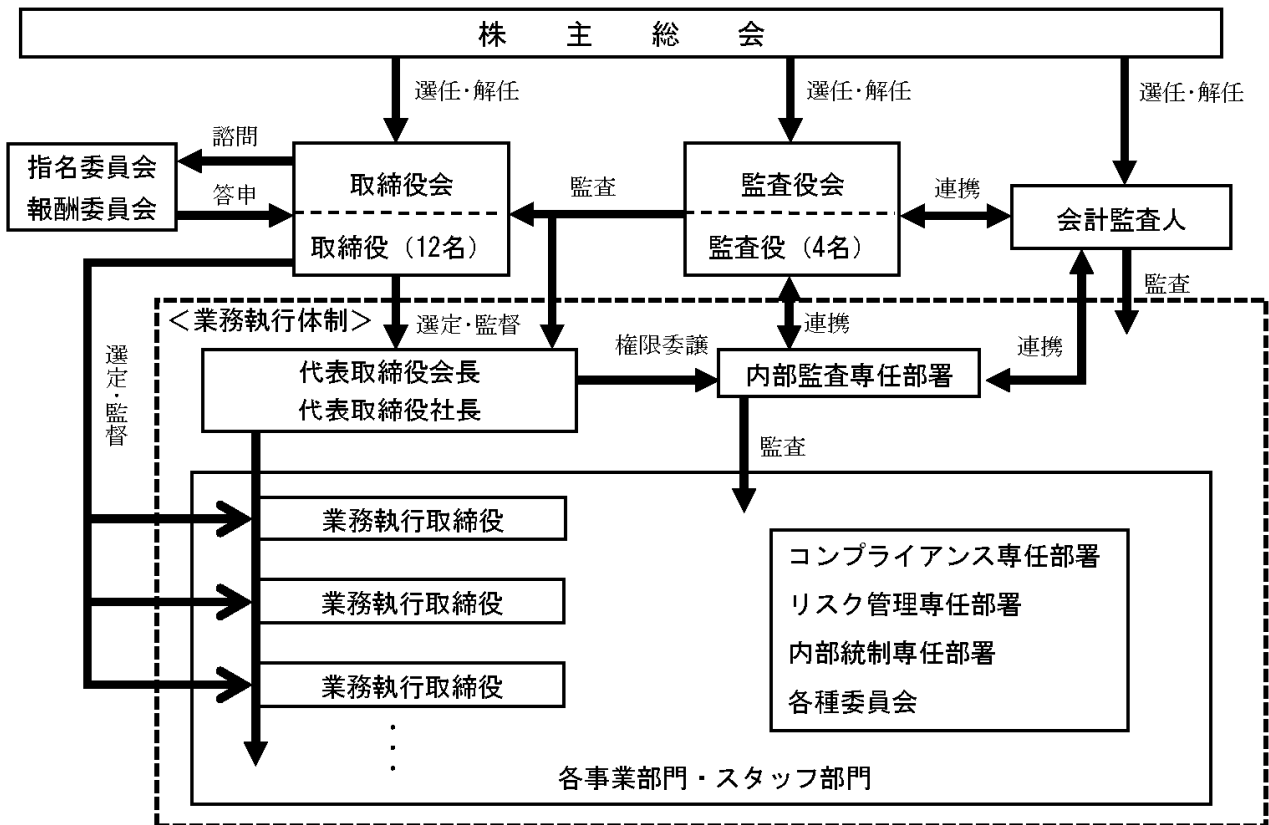 株主総会
選任・解任
選任・解任
選任・解任
諮問
指名委員会
報酬委員会
答申
取締役会
取締役（12名）
監査
監査役会
監査役（4名）
連携
会計監査人
監査
＜業務執行体制＞
選定・監督
選定・監督
連携
権限委譲
連携
代表取締役会長
代表取締役社長
内部監査専任部署
監査
業務執行取締役
業務執行取締役
業務執行取締役
・・・
コンプライアンス専任部署
リスク管理専任部署
内部統制専任部署
各種委員会
各事業部門・スタッフ部門